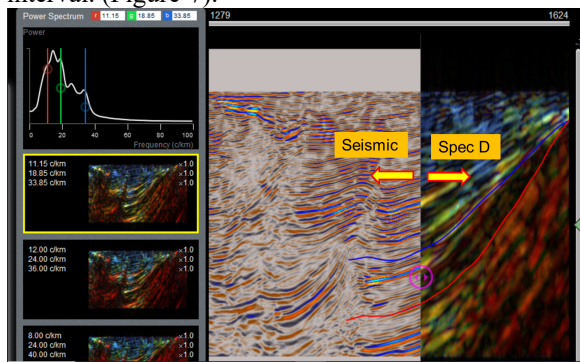 interval. (Figure 7).
Power Spectrum r 11.15 g 18.85 b 33.85
1279 1624
Power
0 20 40 60 80 100
Frequency (c/km)
11.15 c/km ×1.0
18.85 c/km ×1.0
33.85 c/km ×1.0
Seismic Spec D
12.00 c/km ×1.0
24.00 c/km ×1.0
36.00 c/km ×1.0
8.00 c/km ×1.0
24.00 c/km ×1.0
40.00 c/km ×1.0